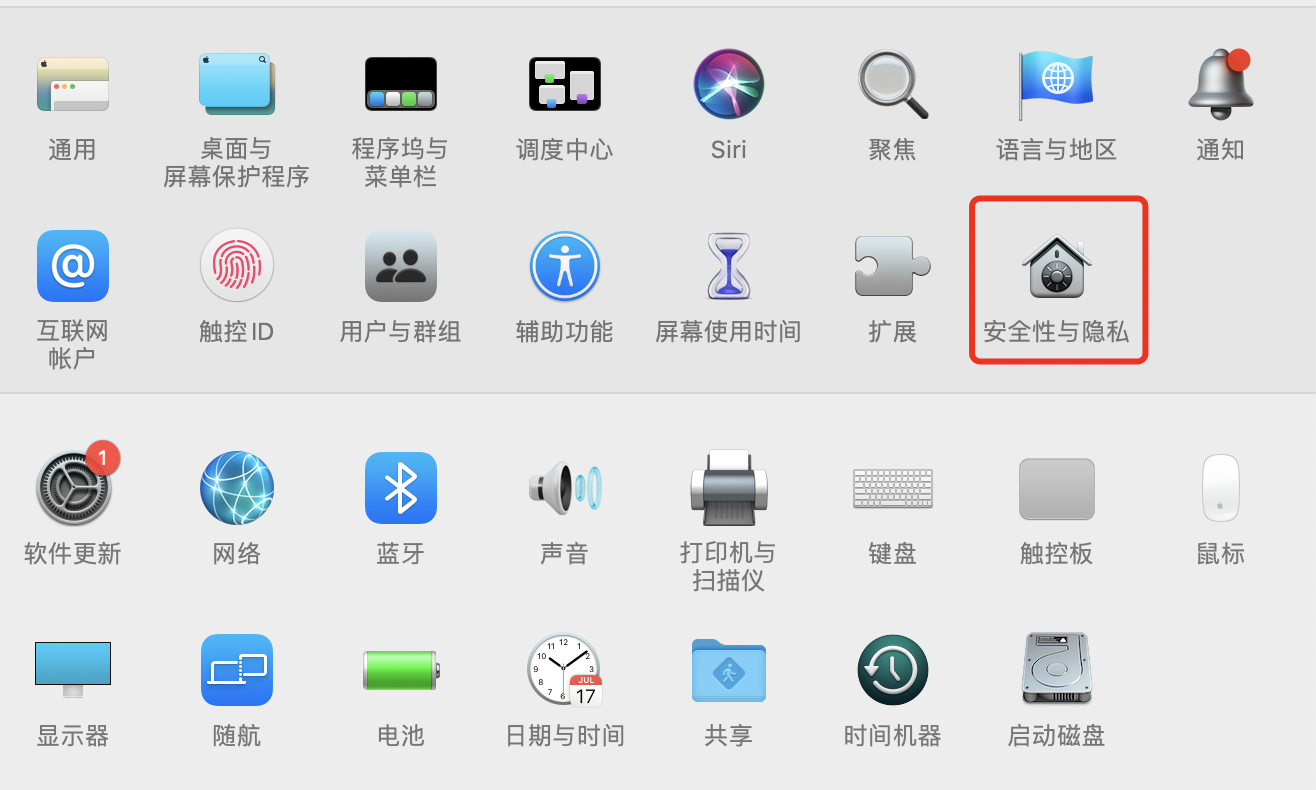 通用
桌面与
屏幕保护程序
程序坞与
菜单栏
调度中心
Siri
聚焦
语言与地区
通知
@
互联网
帐户
触控 ID
用户与群组
辅助功能
屏幕使用时间
扩展
安全性与隐私
1
软件更新
网络
蓝牙
声音
打印机与
扫描仪
键盘
触控板
鼠标
显示器
随航
电池
12
1
2
3
6
7
8
9
10
11
JUL
17
日期与时间
共享
时间机器
启动磁盘